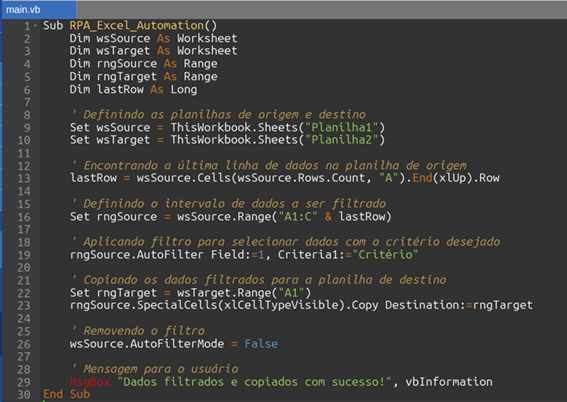 main.vb
1 Sub RPA_Excel_Automation()
2 Dim wsSource As Worksheet
3 Dim wsTarget As Worksheet
4 Dim rngSource As Range
5 Dim rngTarget As Range
6 Dim lastRow As Long
7
8 ' Definindo as planilhas de origem e destino
9 Set wsSource = ThisWorkbook.Sheets("Planilha1")
10 Set wsTarget = ThisWorkbook.Sheets("Planilha2")
11
12 ' Encontrando a última linha de dados na planilha de origem
13 lastRow = wsSource.Cells(wsSource.Rows.Count, "A").End(xlUp).Row
14
15 ' Definindo o intervalo de dados a ser filtrado
16 Set rngSource = wsSource.Range("A1:C" & lastRow)
17
18 ' Aplicando filtro para selecionar dados com o critério desejado
19 rngSource.AutoFilter Field:=1, Criteria1:="Critério"
20
21 ' Copiando os dados filtrados para a planilha de destino
22 Set rngTarget = wsTarget.Range("A1")
23 rngSource.SpecialCells(xlCellTypeVisible).Copy Destination:=rngTarget
24
25 ' Removendo o filtro
26 wsSource.AutoFilterMode = False
27
28 ' Mensagem para o usuário
29 MsgBox "Dados filtrados e copiados com sucesso!", vbInformation
30 End Sub